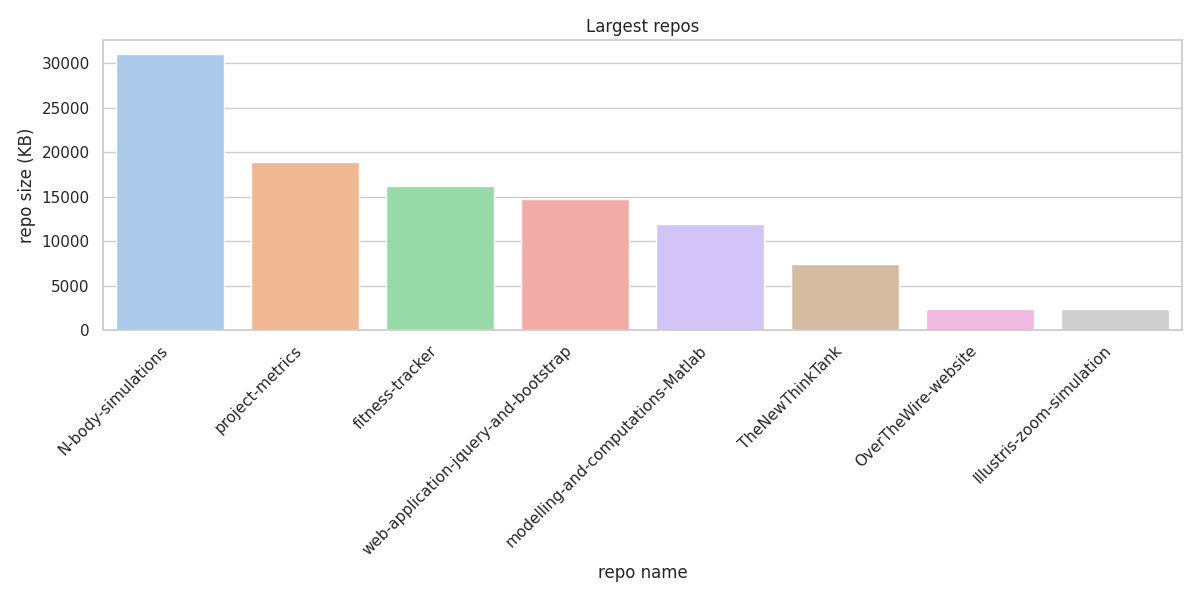 Largest repos
repo size (KB)
30000
25000
20000
15000
10000
5000
0
N-body-simulations
project-metrics
fitness-tracker
web-application-jquery-and-bootstrap
modelling-and-computations-Matlab
TheNewThinkTank
OverTheWire-website
Illustris-zoom-simulation
repo name